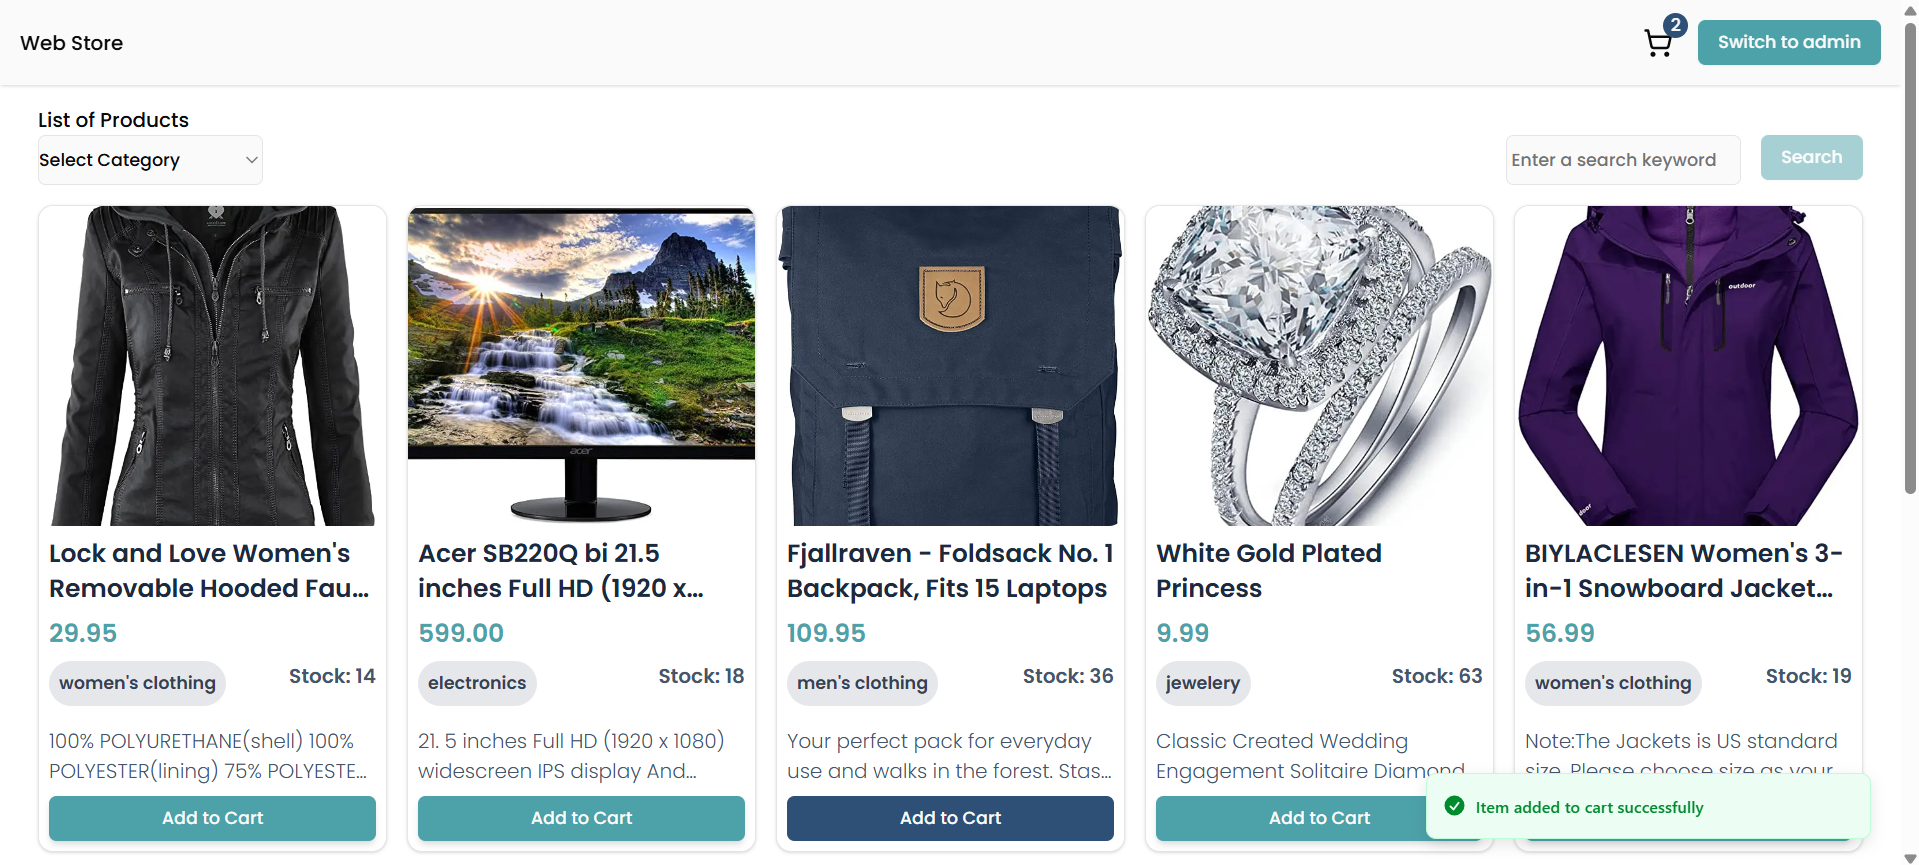 Web Store
2
Switch to admin
List of Products
Select Category
Enter a search keyword
Search
outdoor
acer
Lock and Love Women's
Removable Hooded Fau...
29.95
women's clothing
Stock: 14
100% POLYURETHANE(shell) 100%
POLYESTER(lining) 75% POLYESTE...
Add to Cart
Acer SB220Q bi 21.5
inches Full HD (1920 x...
599.00
electronics
Stock: 18
21. 5 inches Full HD (1920 x 1080)
widescreen IPS display And...
Add to Cart
Fjallraven - Foldsack No. 1
Backpack, Fits 15 Laptops
109.95
men's clothing
Stock: 36
Your perfect pack for everyday
use and walks in the forest. Stas...
Add to Cart
White Gold Plated
Princess
9.99
jewelery
Stock: 63
Classic Created Wedding
Engagement Solitaire Diamond
Add to Cart
BIYLACLESEN Women's 3-
in-1 Snowboard Jacket...
56.99
women's clothing
Stock: 19
Note:The Jackets is US standard
size, Please choose size as your
Item added to cart successfully